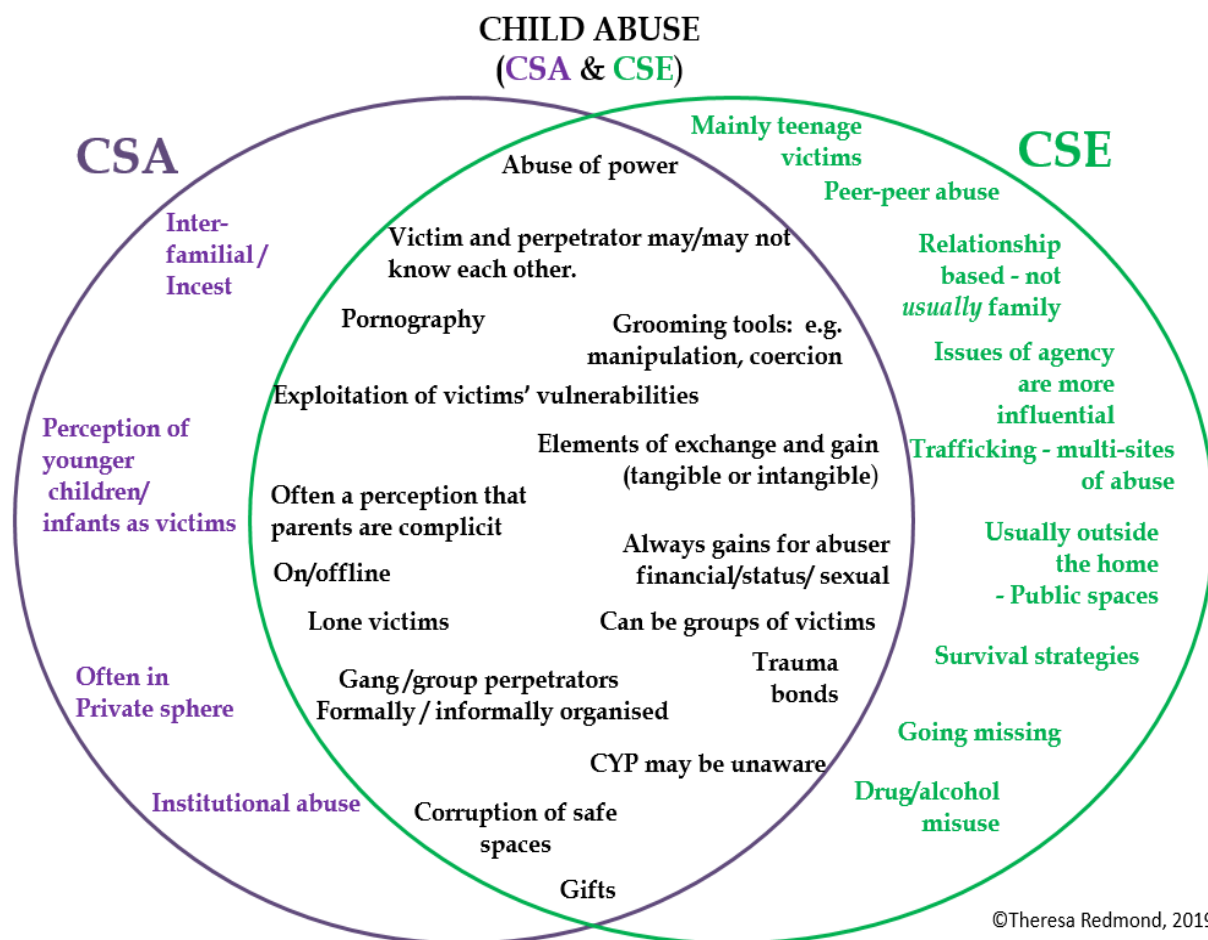 CHILD ABUSE
(CSA & CSE)
CSA
CSE
Inter-
familial /
Incest
Perception of
younger
children/
infants as victims
Often in
Private sphere
Institutional abuse
Abuse of power
Victim and perpetrator may/may not
know each other.
Pornography
Grooming tools: e.g.
manipulation, coercion
Exploitation of victims' vulnerabilities
Elements of exchange and gain
(tangible or intangible)
Often a perception that
parents are complicit
Always gains for abuser
financial/status/ sexual
On/offline
Lone victims
Can be groups of victims
Trauma
bonds
Gang /group perpetrators
Formally / informally organised
CYP may be unaware
Corruption of safe
spaces
Gifts
Mainly teenage
victims
Peer-peer abuse
Relationship
based - not
usually family
Issues of agency
are more
influential
Trafficking - multi-sites
of abuse
Usually outside
the home
- Public spaces
Survival strategies
Going missing
Drug/alcohol
misuse
©Theresa Redmond, 2019